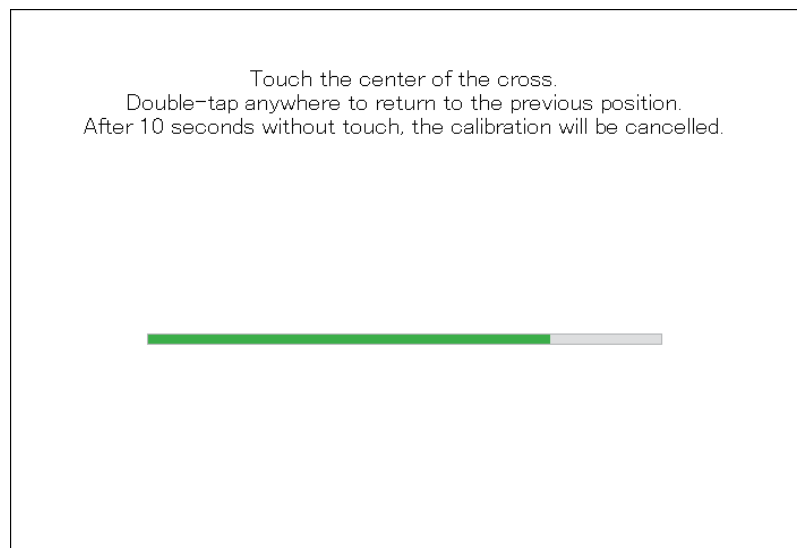 Touch the center of the cross.
Double-tap anywhere to return to the previous position.
After 10 seconds without touch, the calibration will be cancelled.